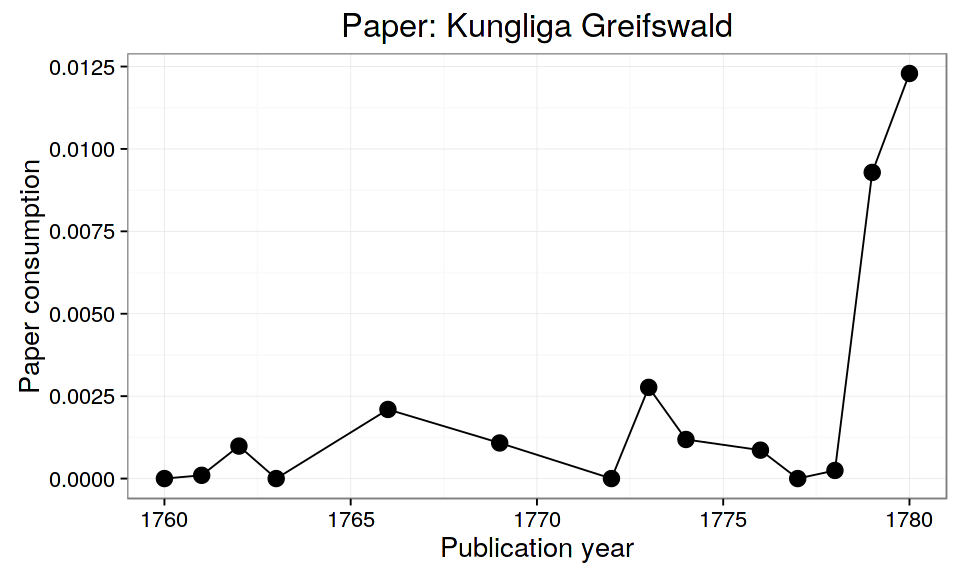 Paper: Kungliga Greifswald
Paper consumption
0.0125
0.0100
0.0075
0.0050
0.0025
0.0000
1760 1765 1770 1775 1780
Publication year